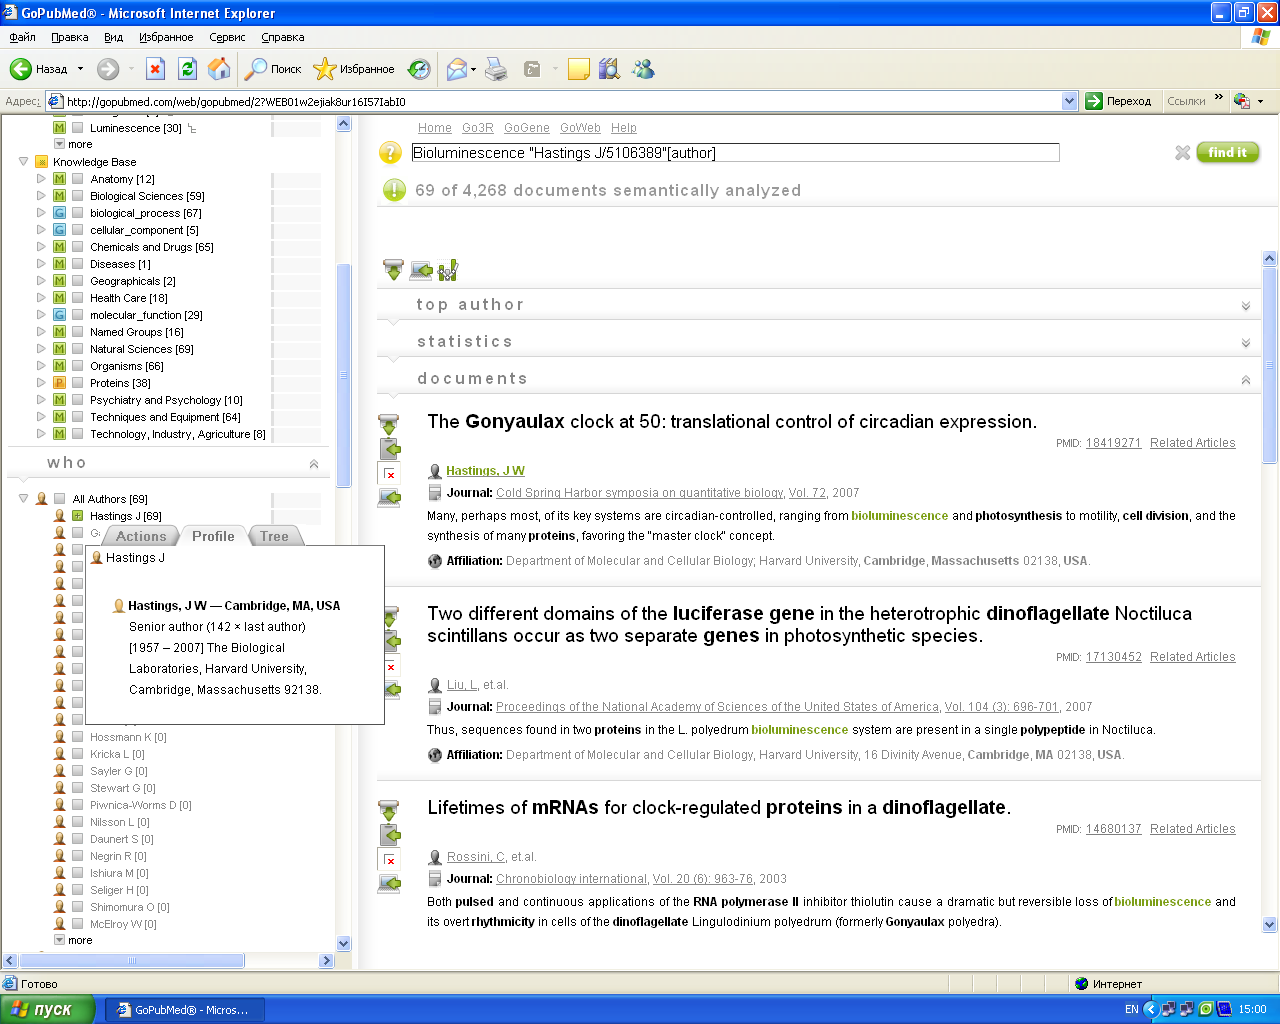 GoPubMed® - Microsoft Internet Explorer
Файл Правка Вид Избранное Сервис Справка
Назад Поиск Избранное
Адрес: http://gopubmed.com/web/gopubmed/2?WEB01w2ejiak8ur16I57IabI0 Переход Ссылки
Luminescence [30]
more
Knowledge Base
Anatomy [12]
Biological Sciences [59]
biological_process [67]
cellular_component [5]
Chemicals and Drugs [65]
Diseases [1]
Geographicals [2]
Health Care [18]
molecular_function [29]
Named Groups [16]
Natural Sciences [69]
Organisms [66]
Proteins [38]
Psychiatry and Psychology [10]
Techniques and Equipment [64]
Technology, Industry, Agriculture [8]
who
All Authors [69]
Hastings J [69]
Actions Profile Tree
Hastings J
Hastings, J W — Cambridge, MA, USA
Senior author (142 × last author)
[1957 – 2007] The Biological
Laboratories, Harvard University,
Cambridge, Massachusetts 92138.
Hossmann K [0]
Kricka L [0]
Sayler G [0]
Stewart G [0]
Piwnica-Worms D [0]
Nilsson L [0]
Daunert S [0]
Negrin R [0]
Ishiura M [0]
Seliger H [0]
Shimomura O [0]
McElroy W [0]
more
Home Go3R GoGene GoWeb Help
Bioluminescence "Hastings J/5106389"[author] find it
69 of 4,268 documents semantically analyzed
top author
statistics
documents
The Gonyaulax clock at 50: translational control of circadian expression.
PMID: 18419271 Related Articles
Hastings, J W
Journal: Cold Spring Harbor symposia on quantitative biology, Vol. 72, 2007
Many, perhaps most, of its key systems are circadian-controlled, ranging from bioluminescence and photosynthesis to motility, cell division, and the
synthesis of many proteins, favoring the "master clock" concept.
Affiliation: Department of Molecular and Cellular Biology; Harvard University, Cambridge, Massachusetts 02138, USA.
Two different domains of the luciferase gene in the heterotrophic dinoflagellate Noctiluca
scintillans occur as two separate genes in photosynthetic species.
PMID: 17130452 Related Articles
Liu, L, et.al.
Journal: Proceedings of the National Academy of Sciences of the United States of America, Vol. 104 (3): 696-701, 2007
Thus, sequences found in two proteins in the L. polyedrum bioluminescence system are present in a single polypeptide in Noctiluca.
Affiliation: Department of Molecular and Cellular Biology, Harvard University, 16 Divinity Avenue, Cambridge, MA 02138, USA.
Lifetimes of mRNAs for clock-regulated proteins in a dinoflagellate.
PMID: 14680137 Related Articles
Rossini, C, et.al.
Journal: Chronobiology international, Vol. 20 (6): 963-76, 2003
Both pulsed and continuous applications of the RNA polymerase II inhibitor thiolutin cause a dramatic but reversible loss of bioluminescence and
its overt rhythmicity in cells of the dinoflagellate Lingulodinium polyedrum (formerly Gonyaulax polyedra).
Готово Интернет
пуск GoPubMed® - Micros... EN 15:00